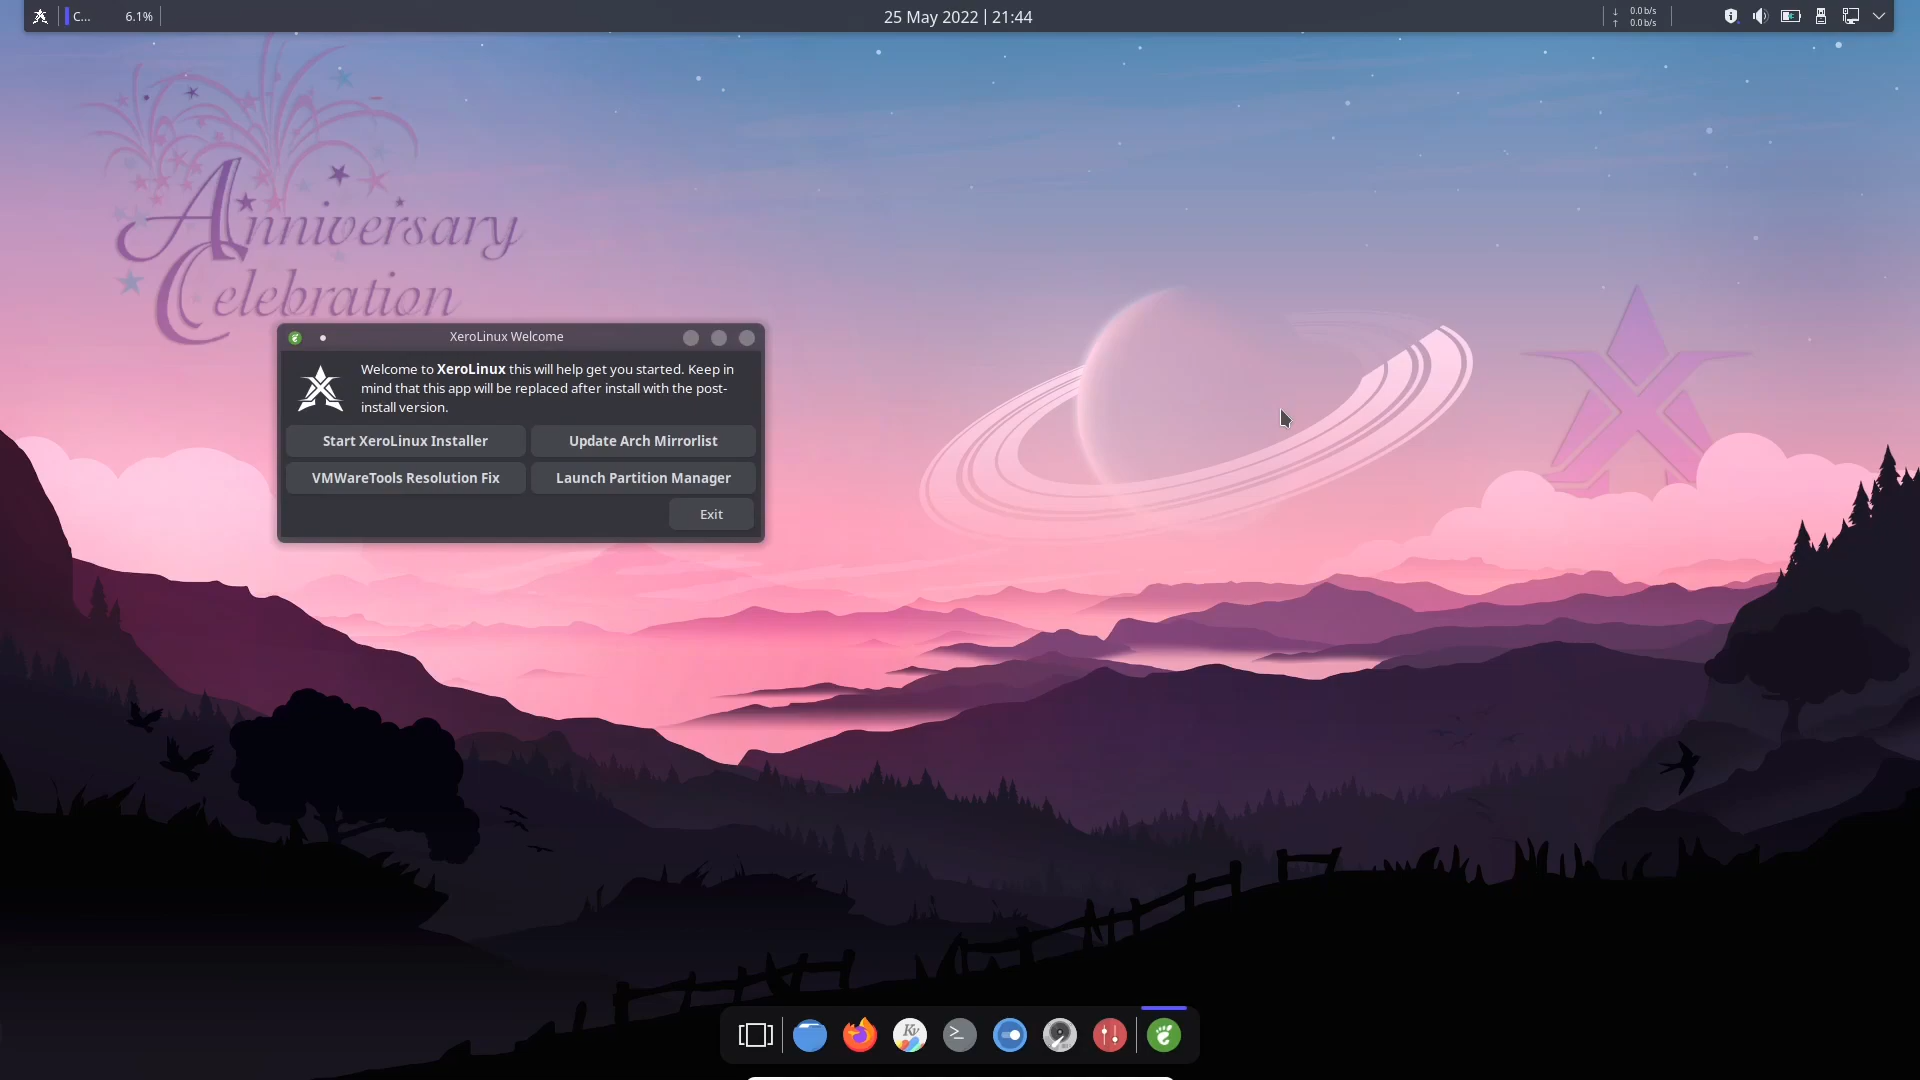 C...
6.1%
25 May 2022 | 21:44
↓ 0.0 b/s
↑ 0.0 b/s
Anniversary
Celebration
XeroLinux Welcome
Welcome to XeroLinux this will help get you started. Keep in
mind that this app will be replaced after install with the post-
install version.
Start XeroLinux Installer
Update Arch Mirrorlist
VMWareTools Resolution Fix
Launch Partition Manager
Exit
Kv